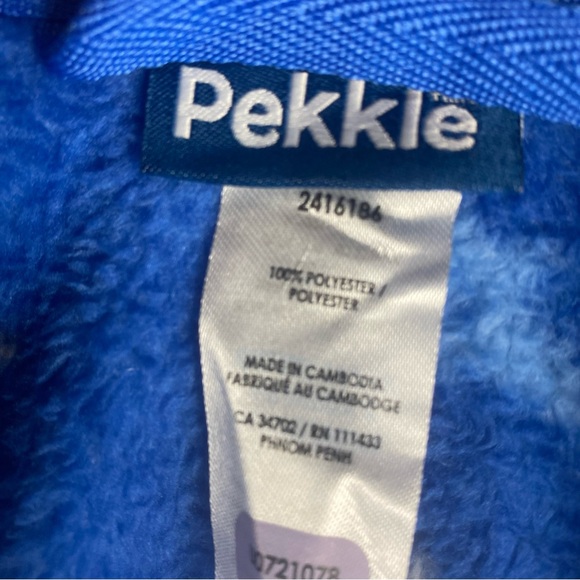 Pekkle
2416186
100% POLYESTER /
POLYESTER
MADE IN CAMBODIA
FABRIQUÉ AU CAMBODGE
CA 34702 / RN 111433
PHNOM PENH